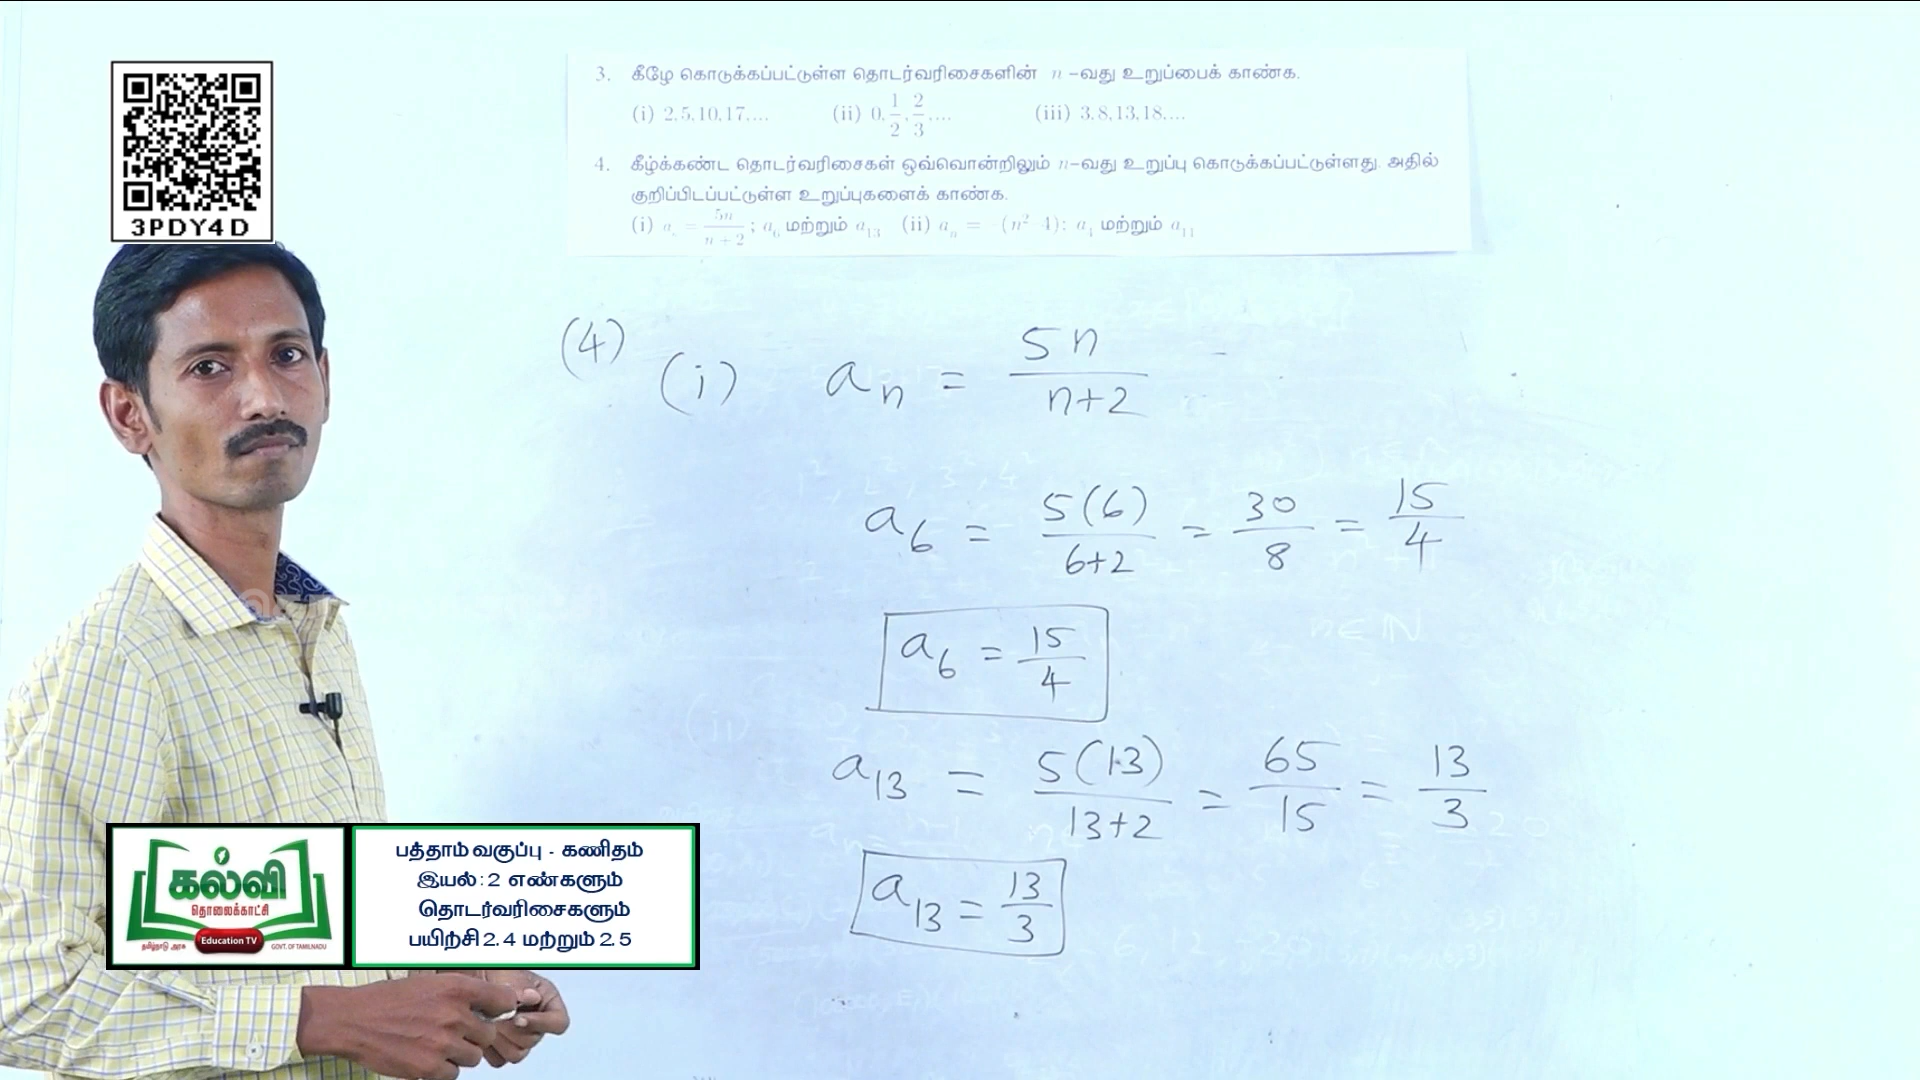 3PDY4D
3. கீழே கொடுக்கப்பட்டுள்ள தொடர்வரிசைகளின் n -வது உறுப்பைக் காண்க.
(i) 2,5,10,17,... (ii) 0, 1/2, 2/3,... (iii) 3,8,13,18,...
4. கீழ்க்கண்ட தொடர்வரிசைகள் ஒவ்வொன்றிலும் n-வது உறுப்பு கொடுக்கப்பட்டுள்ளது. அதில்
குறிப்பிடப்பட்டுள்ள உறுப்புகளைக் காண்க.
(i) aₙ = 5n/(n + 2) ; a₆ மற்றும் a₁₃ (ii) aₙ = -(n² - 4); a₄ மற்றும் a₁₁
(4) (i) aₙ = 5n/(n+2)
a₆ = 5(6)/(6+2) = 30/8 = 15/4
a₆ = 15/4
a₁₃ = 5(13)/(13+2) = 65/15 = 13/3
a₁₃ = 13/3
கல்வி
தொலைக்காட்சி
தமிழ்நாடு அரசு Education TV GOVT. OF TAMILNADU
பத்தாம் வகுப்பு - கணிதம்
இயல் : 2 எண்களும்
தொடர்வரிசைகளும்
பயிற்சி 2.4 மற்றும் 2.5